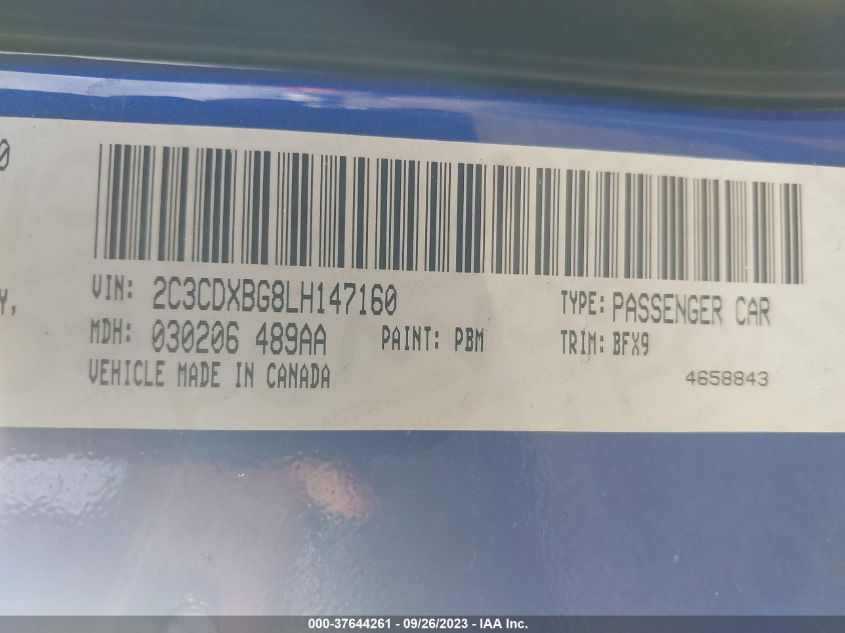 0
VIN: 2C3CDXBG8LH147160 TYPE: PASSENGER CAR
Y,
MDH: 030206 489AA PAINT: PBM TRIM: BFX9
VEHICLE MADE IN CANADA 4658843
000-37644261 - 09/26/2023 - IAA Inc.